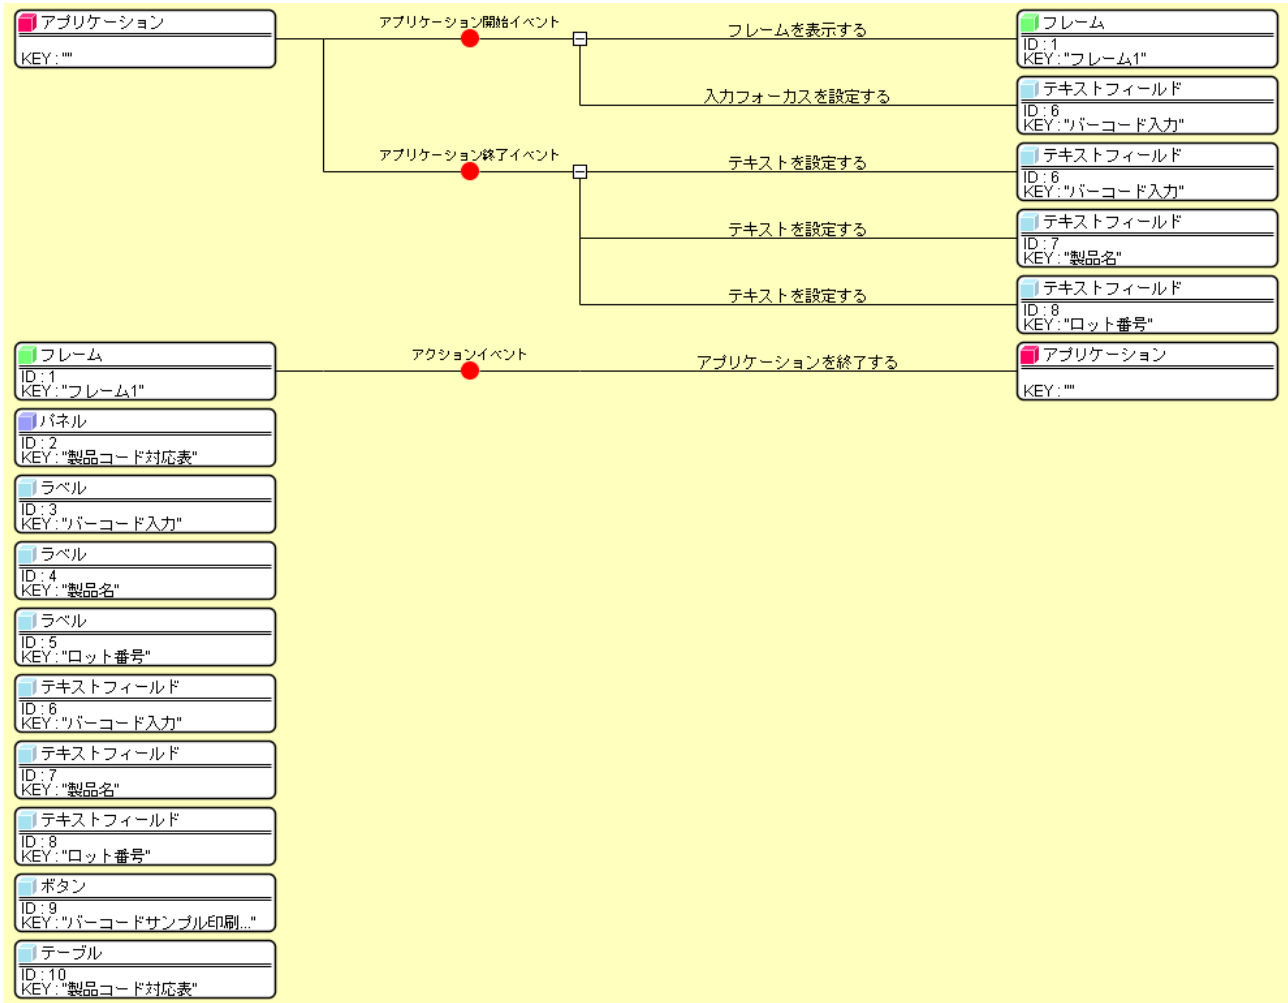 アプリケーション
KEY : ""
アプリケーション開始イベント
フレームを表示する
フレーム
ID : 1
KEY : "フレーム1"
入力フォーカスを設定する
テキストフィールド
ID : 6
KEY : "バーコード入力"
アプリケーション終了イベント
テキストを設定する
テキストフィールド
ID : 6
KEY : "バーコード入力"
テキストを設定する
テキストフィールド
ID : 7
KEY : "製品名"
テキストを設定する
テキストフィールド
ID : 8
KEY : "ロット番号"
フレーム
ID : 1
KEY : "フレーム1"
アクションイベント
アプリケーションを終了する
アプリケーション
KEY : ""
パネル
ID : 2
KEY : "製品コード対応表"
ラベル
ID : 3
KEY : "バーコード入力"
ラベル
ID : 4
KEY : "製品名"
ラベル
ID : 5
KEY : "ロット番号"
テキストフィールド
ID : 6
KEY : "バーコード入力"
テキストフィールド
ID : 7
KEY : "製品名"
テキストフィールド
ID : 8
KEY : "ロット番号"
ボタン
ID : 9
KEY : "バーコードサンプル印刷..."
テーブル
ID : 10
KEY : "製品コード対応表"